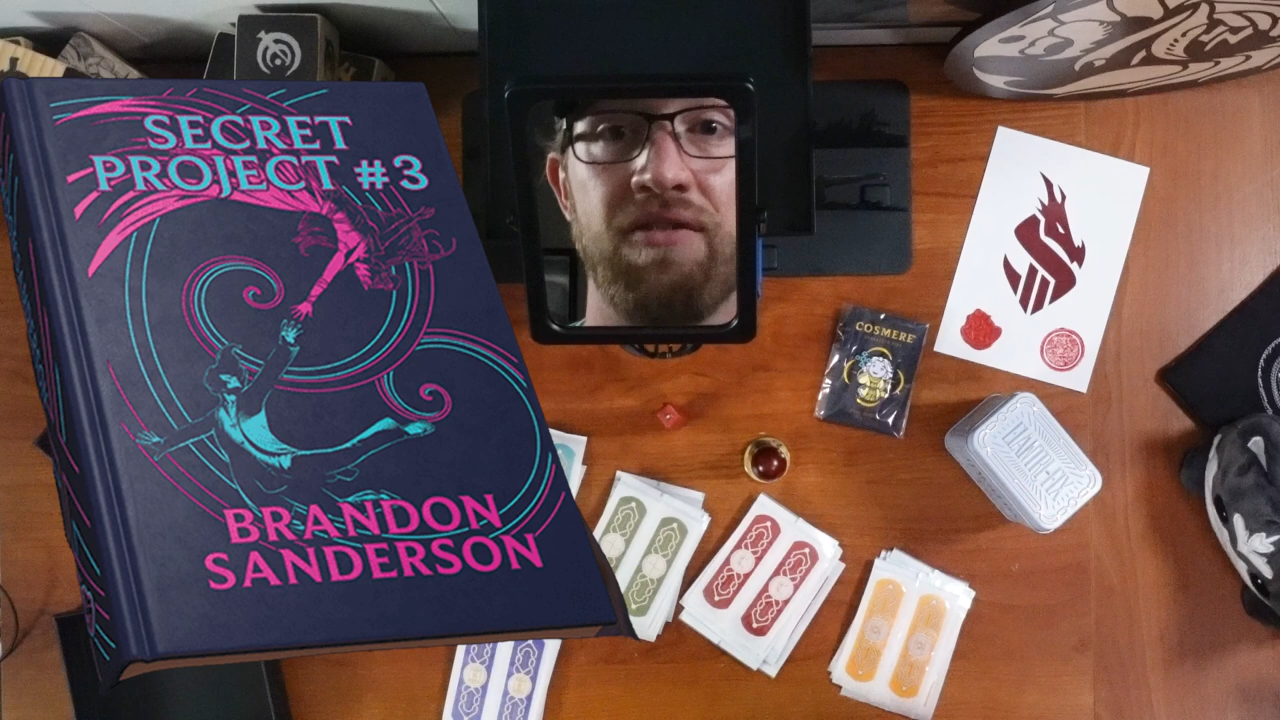 SECRET
PROJECT #3
BRANDON
SANDERSON
COSMERE